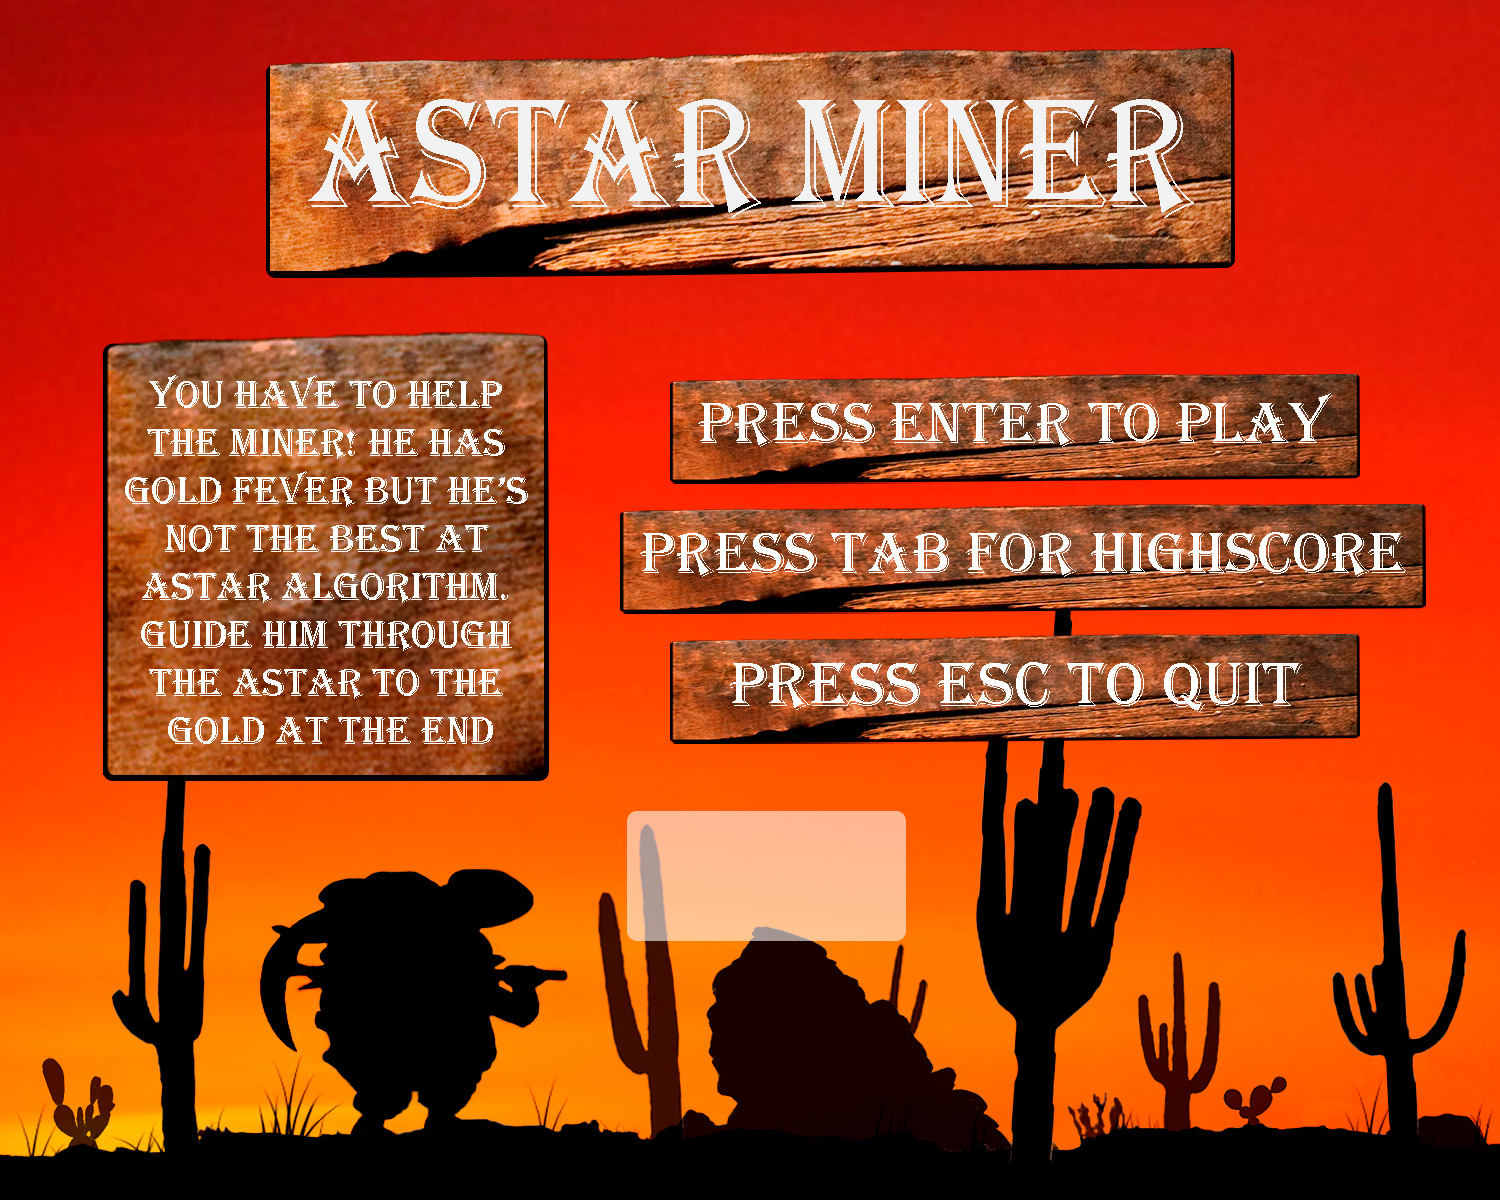 ASTAR MINER
YOU HAVE TO HELP
THE MINER! HE HAS
GOLD FEVER BUT HE'S
NOT THE BEST AT
ASTAR ALGORITHM.
GUIDE HIM THROUGH
THE ASTAR TO THE
GOLD AT THE END
PRESS ENTER TO PLAY
PRESS TAB FOR HIGHSCORE
PRESS ESC TO QUIT